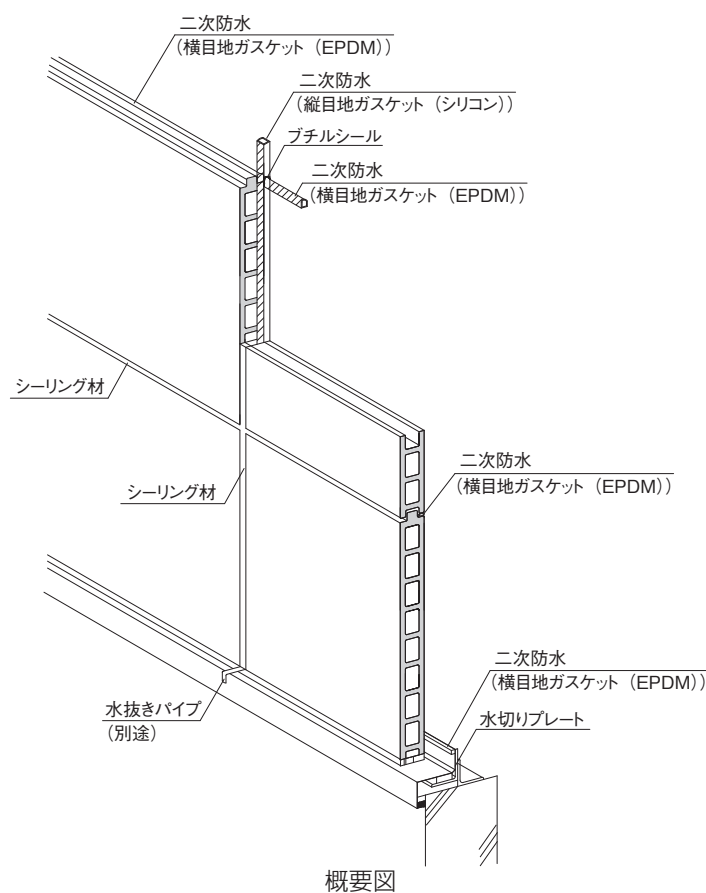 二次防水
(横目地ガスケット (EPDM))
二次防水
(縦目地ガスケット (シリコン))
ブチルシール
二次防水
(横目地ガスケット (EPDM))
シーリング材
二次防水
(横目地ガスケット (EPDM))
シーリング材
二次防水
(横目地ガスケット (EPDM))
水抜きパイプ
(別途)
水切りプレート
概要図